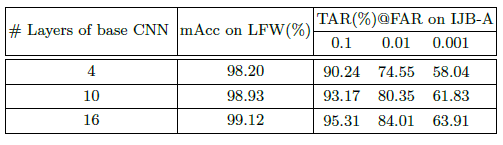 # Layers of base CNN mAcc on LFW(%) TAR(%)@FAR on IJB-A
0.1 0.01 0.001
4 98.20 90.24 74.55 58.04
10 98.93 93.17 80.35 61.83
16 99.12 95.31 84.01 63.91